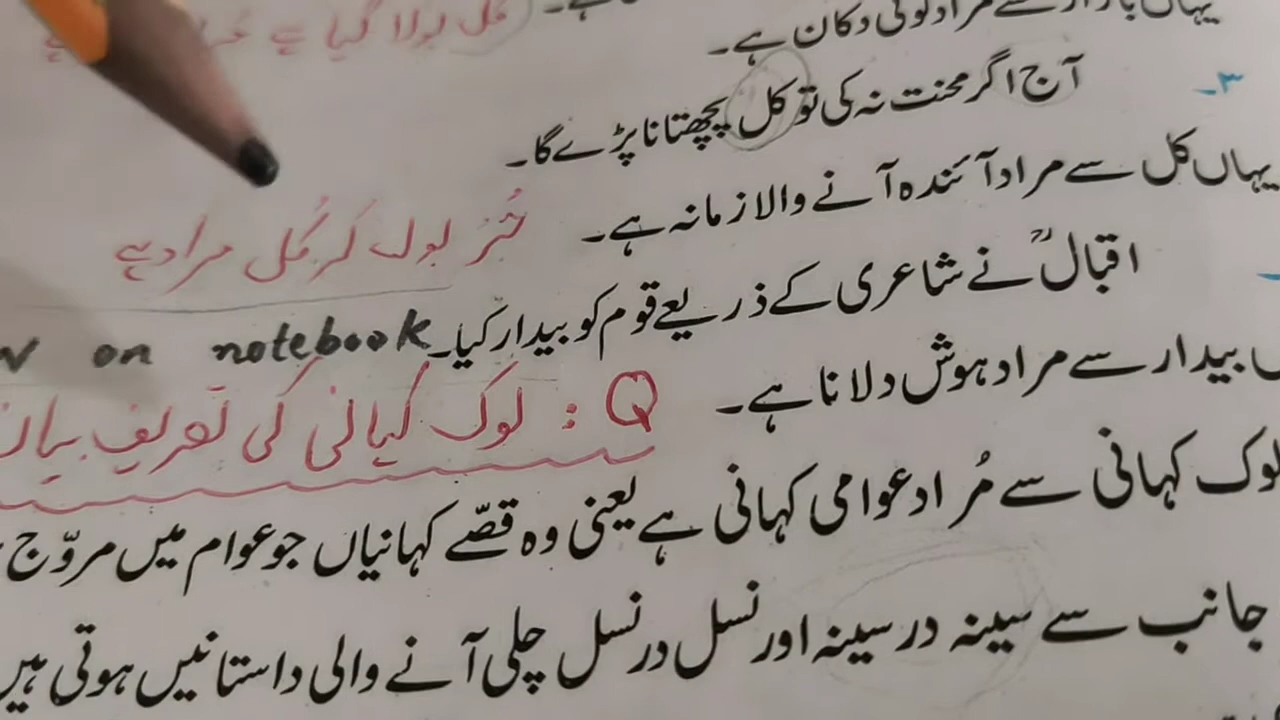 کُل بولا گیا ہے
یہاں بازار سے مراد کوئی دکان ہے۔
۳۔ آج اگر محنت نہ کی تو کل پچھتانا پڑے گا۔
یہاں کل سے مراد آئندہ آنے والا زمانہ ہے۔ جُز بول کر کُل مراد ہے
اقبالؒ نے شاعری کے ذریعے قوم کو بیدار کیا۔ on notebook
بیدار سے مراد ہوش دلانا ہے۔ Q : لوک کہانی کی تعریف بیان
لوک کہانی سے مُراد عوامی کہانی ہے یعنی وہ قصّے کہانیاں جو عوام میں مروّج
جانب سے سینہ در سینہ اور نسل در نسل چلی آنے والی داستانیں ہوتی ہیں